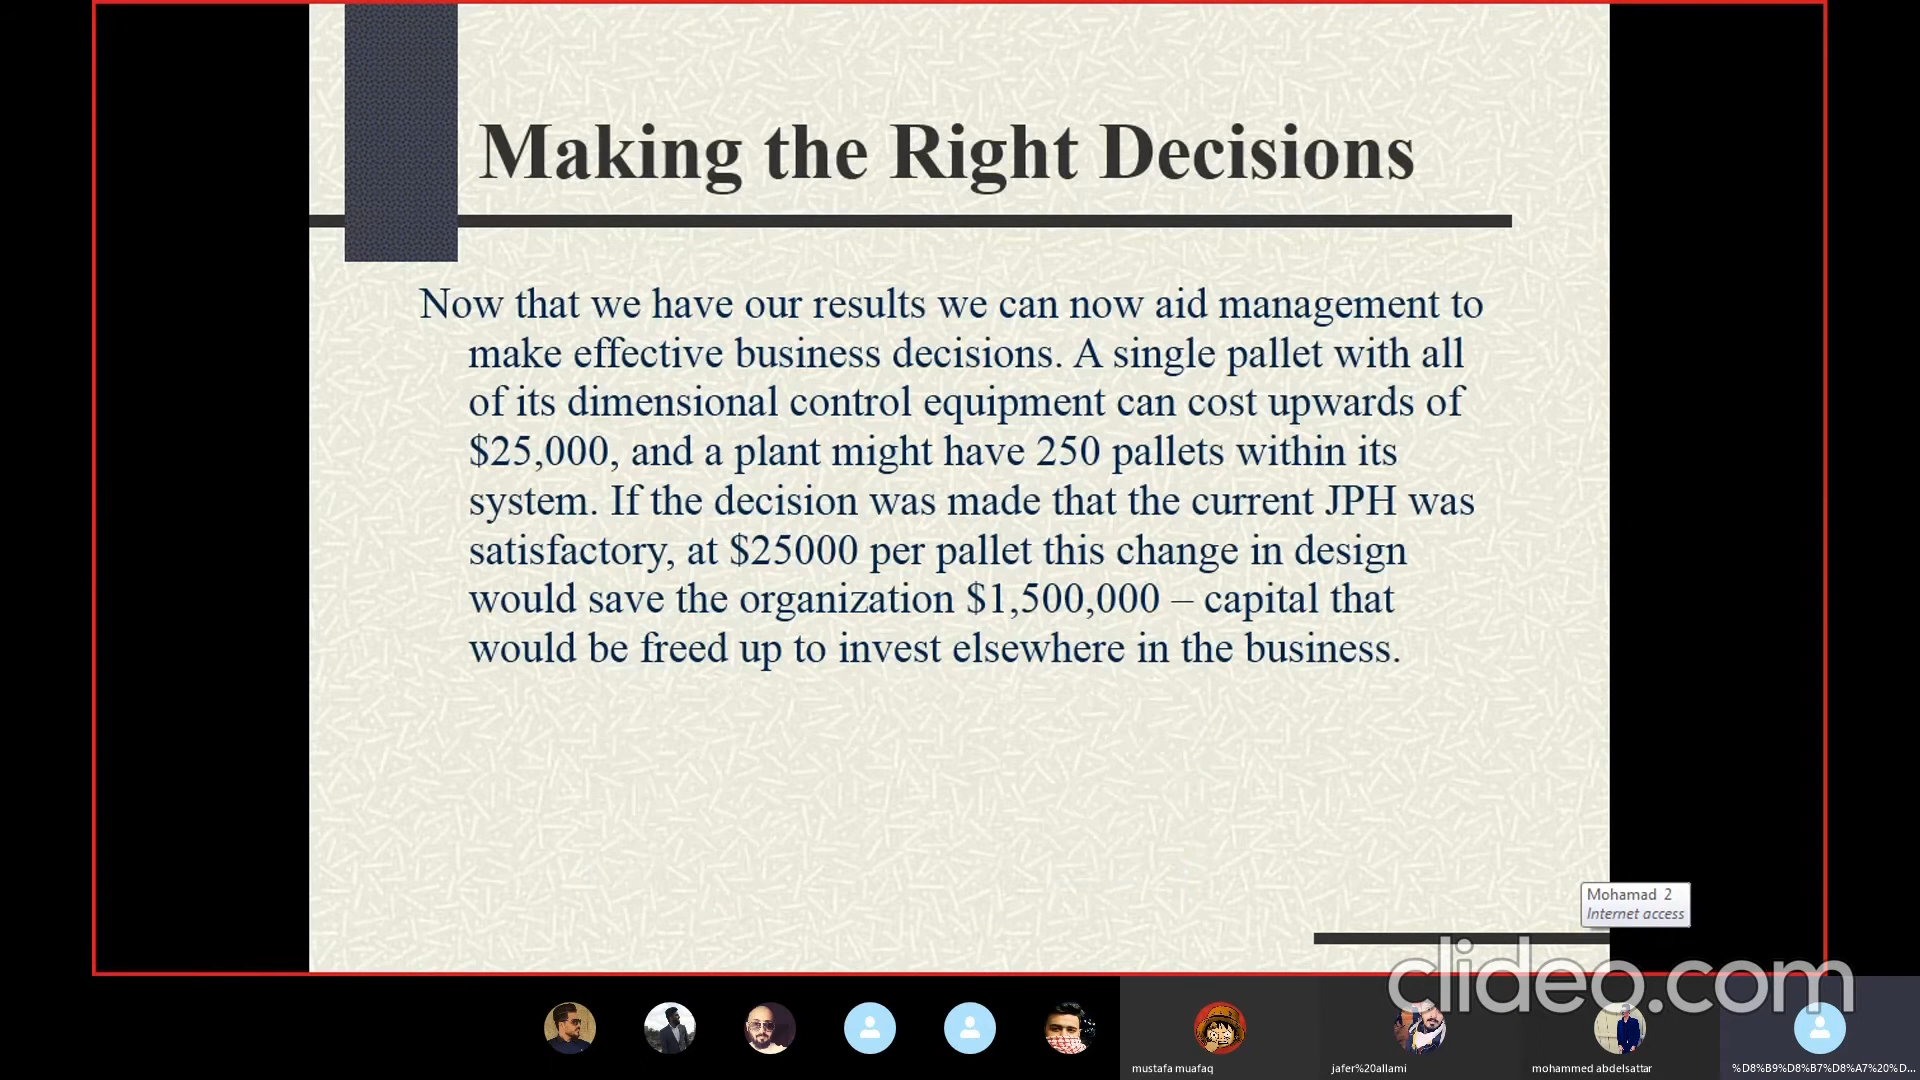 Making the Right Decisions
Now that we have our results we can now aid management to
make effective business decisions. A single pallet with all
of its dimensional control equipment can cost upwards of
$25,000, and a plant might have 250 pallets within its
system. If the decision was made that the current JPH was
satisfactory, at $25000 per pallet this change in design
would save the organization $1,500,000 – capital that
would be freed up to invest elsewhere in the business.
Mohamad 2
Internet access
clideo.com
mustafa muafaq
jafer%20allami
mohammed abdelsattar
%D8%B9%D8%B7%D8%A7%20%D...